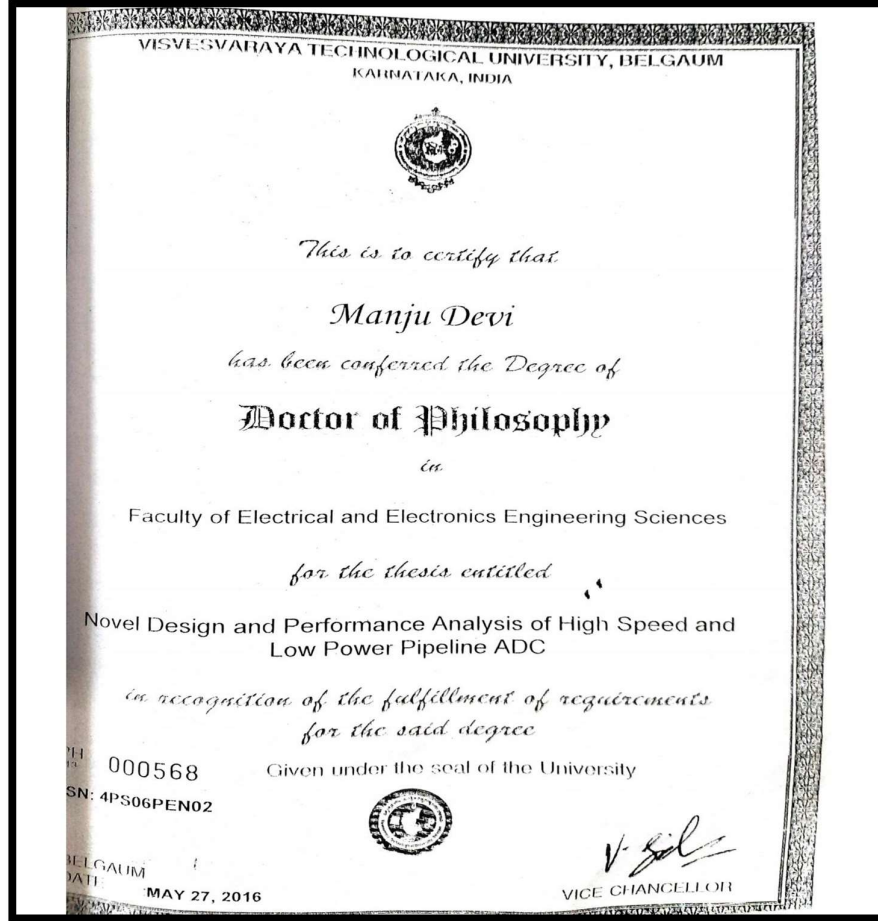 VISVESVARAYA TECHNOLOGICAL UNIVERSITY, BELGAUM
KARNATAKA, INDIA
This is to certify that
Manju Devi
has been conferred the Degree of
Doctor of Philosophy
in
Faculty of Electrical and Electronics Engineering Sciences
for the thesis entitled
Novel Design and Performance Analysis of High Speed and
Low Power Pipeline ADC
in recognition of the fulfillment of requirements
for the said degree
000568
Given under the seal of the University
SN: 4PS06PEN02
BELGAUM
DATE
MAY 27, 2016
VICE CHANCELLOR